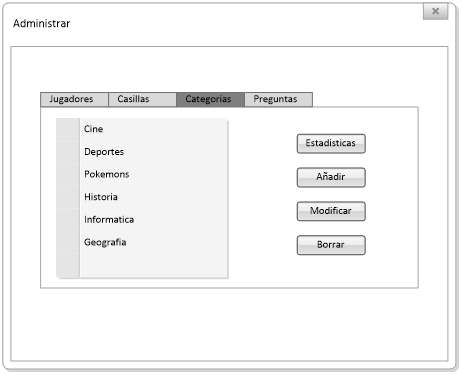 Administrar
Jugadores Casillas Categorias Preguntas
Cine
Deportes
Pokemons
Historia
Informatica
Geografia
Estadisticas
Añadir
Modificar
Borrar